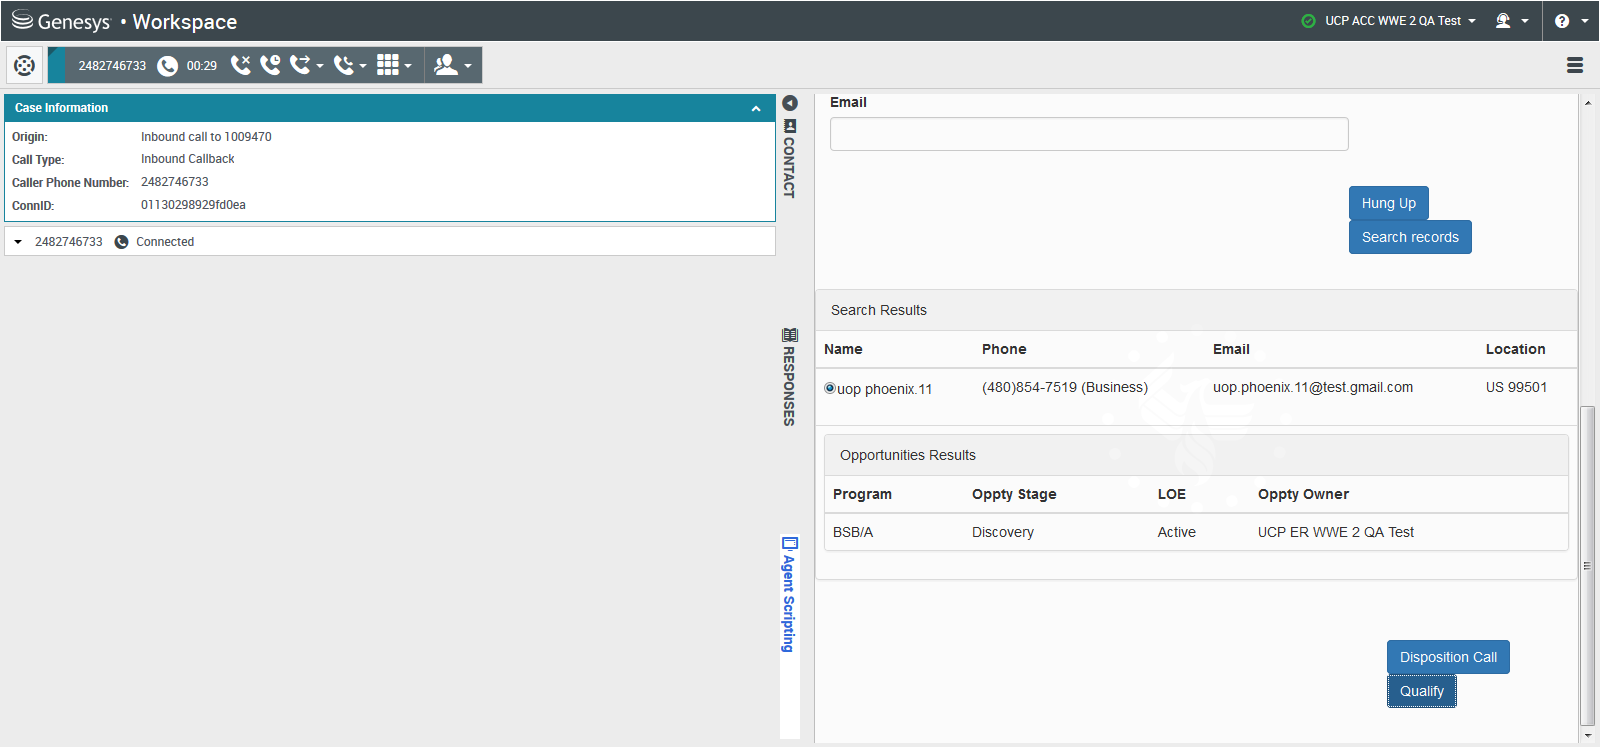 Genesys • Workspace
UCP ACC WWE 2 QA Test
2482746733 00:29
Case Information
Origin: Inbound call to 1009470
Call Type: Inbound Callback
Caller Phone Number: 2482746733
ConnID: 01130298929fd0ea
2482746733 Connected
CONTACT
RESPONSES
Agent Scripting
Email
Hung Up
Search records
Search Results
Name Phone Email Location
uop phoenix.11 (480)854-7519 (Business) uop.phoenix.11@test.gmail.com US 99501
Opportunities Results
Program Oppty Stage LOE Oppty Owner
BSB/A Discovery Active UCP ER WWE 2 QA Test
Disposition Call
Qualify